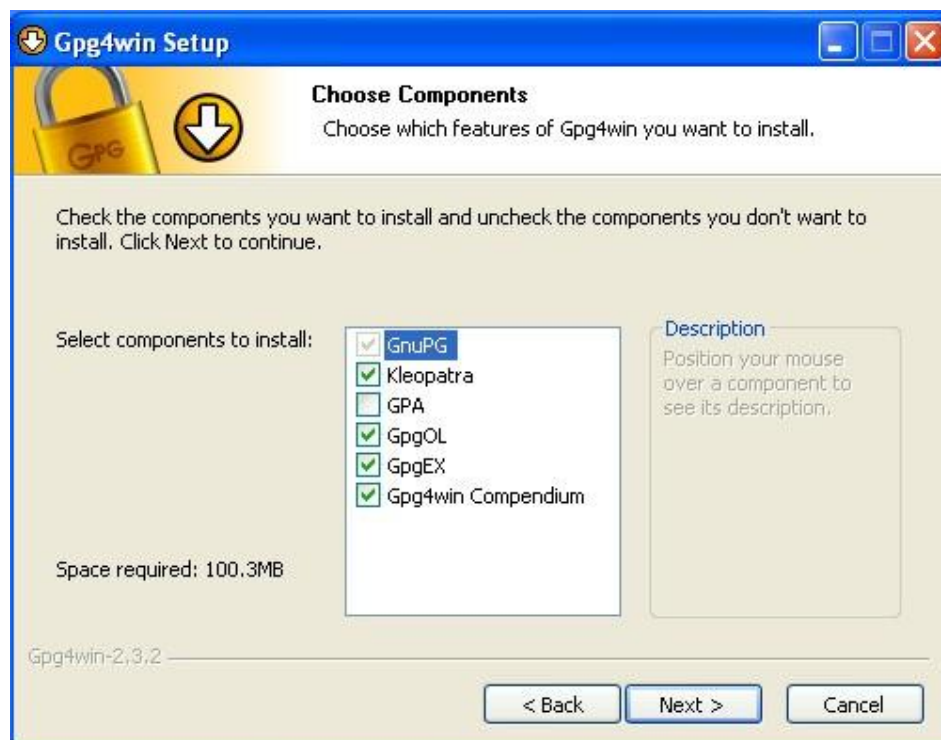 Gpg4win Setup
GPG
Choose Components
Choose which features of Gpg4win you want to install.
Check the components you want to install and uncheck the components you don't want to
install. Click Next to continue.
Select components to install:
GnuPG
Kleopatra
GPA
GpgOL
GpgEX
Gpg4win Compendium
Description
Position your mouse
over a component to
see its description.
Space required: 100.3MB
Gpg4win-2.3.2
< Back
Next >
Cancel